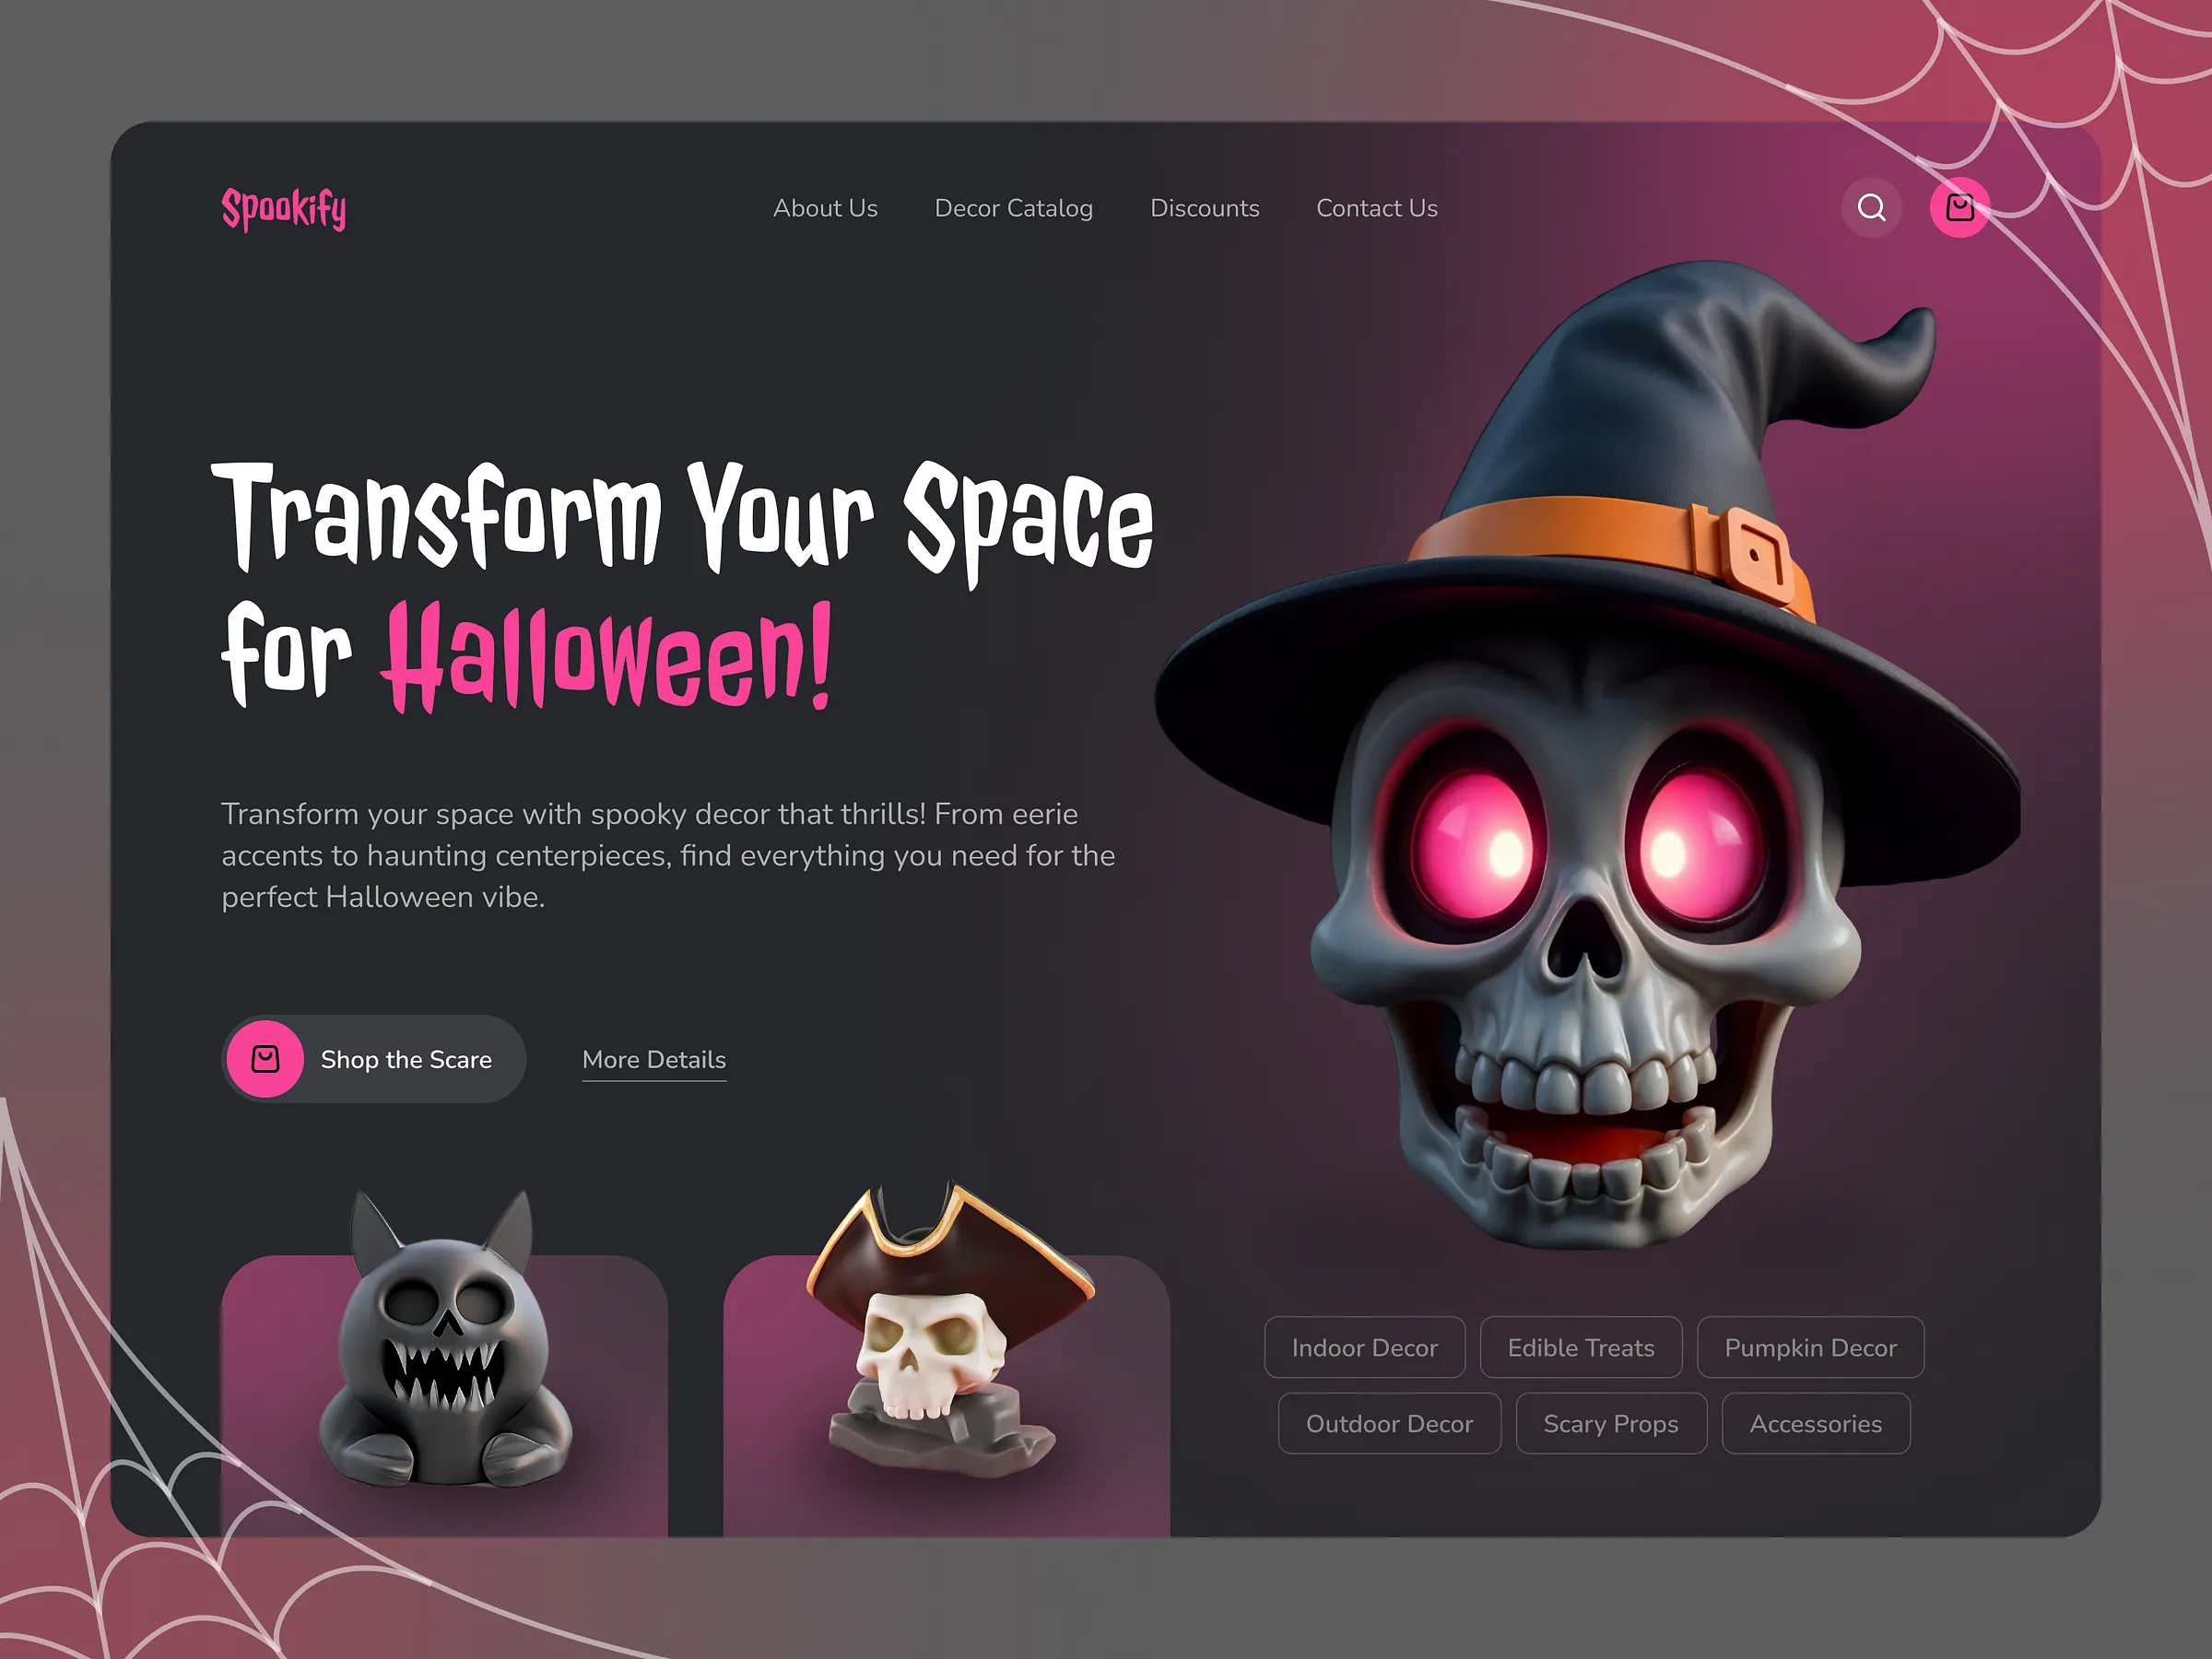 Spookify
About Us
Decor Catalog
Discounts
Contact Us
Transform Your Space
for Halloween!
Transform your space with spooky decor that thrills! From eerie
accents to haunting centerpieces, find everything you need for the
perfect Halloween vibe.
Shop the Scare
More Details
Indoor Decor
Edible Treats
Pumpkin Decor
Outdoor Decor
Scary Props
Accessories